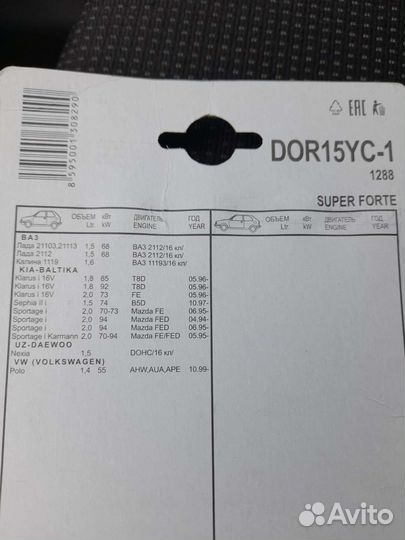 8595001308290
EAC
DOR15YC-1
1288
SUPER FORTE
ОБЪЕМ Ltr. кВт kW ДВИГАТЕЛЬ ENGINE ГОД YEAR ОБЪЕМ Ltr. кВт kW ДВИГАТЕЛЬ ENGINE ГОД YEAR
ВАЗ
Лада 21103,21113 1,5 68 ВАЗ 2112/16 кл/
Лада 2112 1,5 68 ВАЗ 2112/16 кл/
Калина 1119 1,6 ВАЗ 11193/16 кл/
KIA-BALTIKA
Klarus i 16V 1,8 85 T8D 05.96-
Klarus i 16V 1,8 92 T8D 05.96-
Klarus i 16V 2,0 73 FE 05.95-
Sephia II i 1,5 74 B5D 10.97-
Sportage i 2,0 70-73 Mazda FE 06.95-
Sportage i 2,0 94 Mazda FED 04.94-
Sportage i 2,0 94 Mazda FED 06.95-
Sportage i Karmann 2,0 70-94 Mazda FE/FED 05.95-
UZ-DAEWOO
Nexia 1,5 DOHC/16 кл/
VW (VOLKSWAGEN)
Polo 1,4 55 AHW,AUA,APE 10.99-
Avito